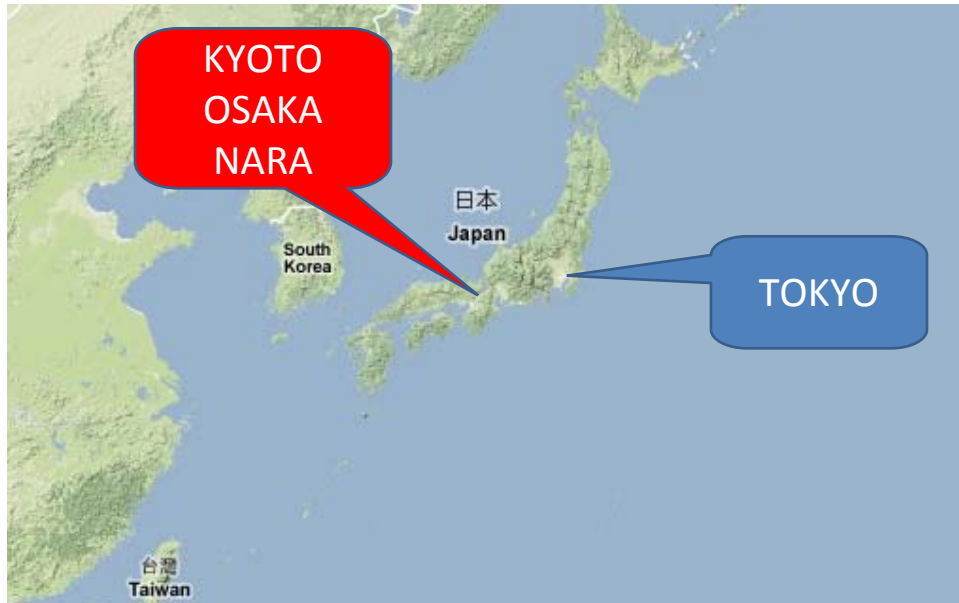 KYOTO
OSAKA
NARA
日本
Japan
South
Korea
TOKYO
台灣
Taiwan